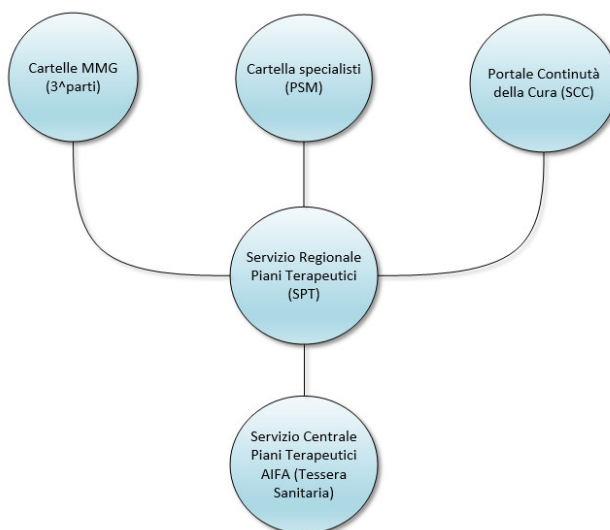 Cartelle MMG
(3^parti)
Cartella specialisti
(PSM)
Portale Continutà
della Cura (SCC)
Servizio Regionale
Piani Terapeutici
(SPT)
Servizio Centrale
Piani Terapeutici
AIFA (Tessera
Sanitaria)